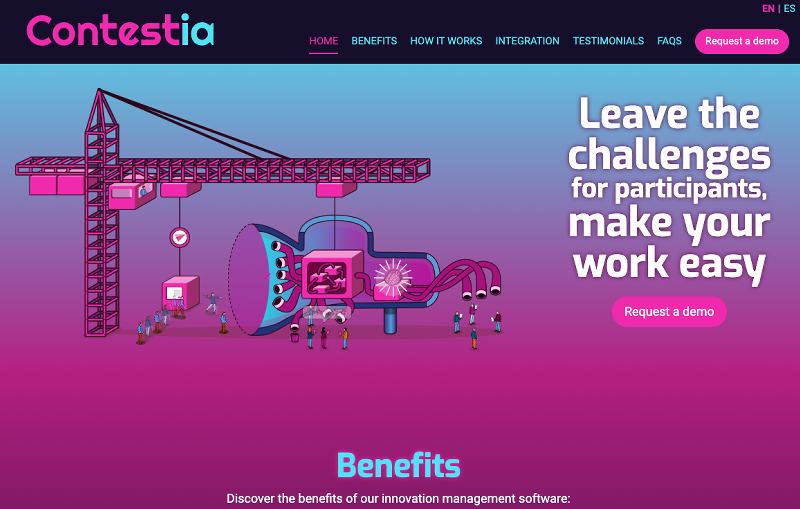 EN | ES
Contestia
HOME BENEFITS HOW IT WORKS INTEGRATION TESTIMONIALS FAQS Request a demo
Leave the
challenges
for participants,
make your
work easy
Request a demo
Benefits
Discover the benefits of our innovation management software: